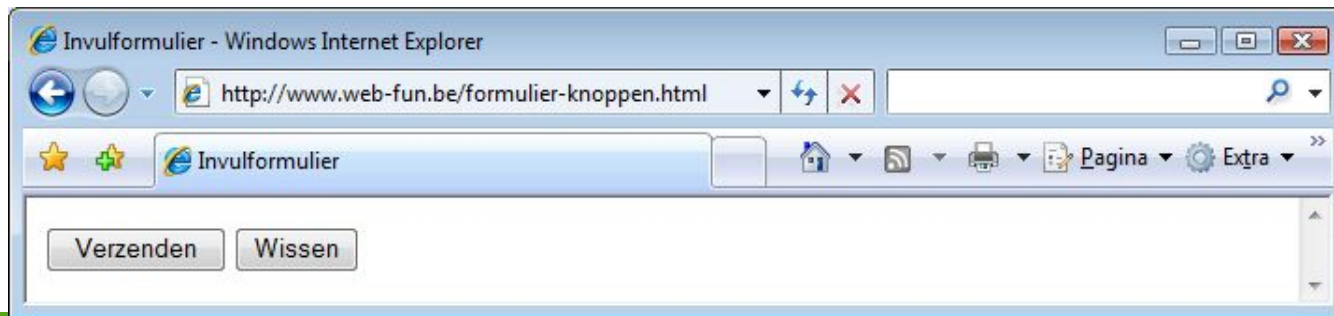 Invulformulier - Windows Internet Explorer
http://www.web-fun.be/formulier-knoppen.html
Invulformulier Pagina Extra
Verzenden Wissen